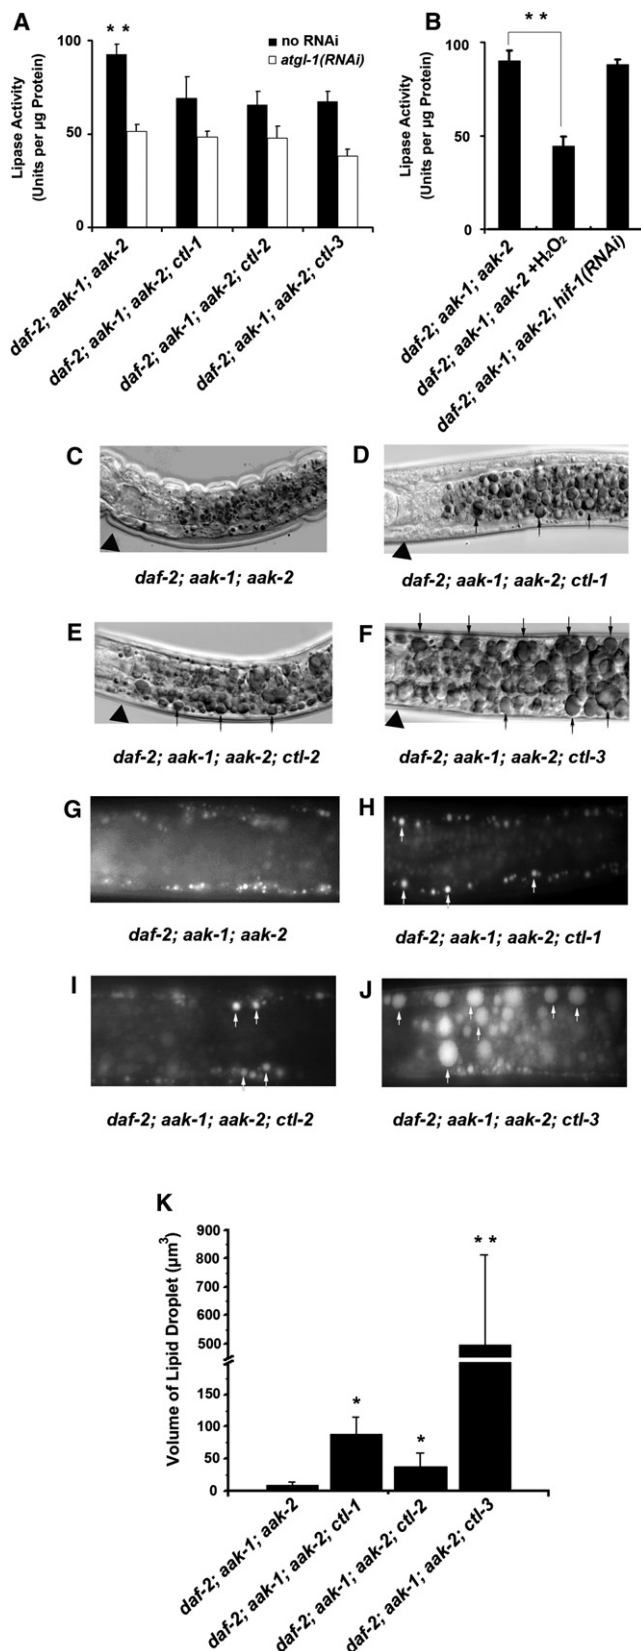 A
* *
■ no RNAi
□ atgl-1(RNAi)
Lipase Activity
(Units per µg Protein)
100
50
0
daf-2; aak-1; aak-2
daf-2; aak-1; aak-2; ctl-1
daf-2; aak-1; aak-2; ctl-2
daf-2; aak-1; aak-2; ctl-3
B
* *
Lipase Activity
(Units per µg Protein)
100
50
0
daf-2; aak-1; aak-2
daf-2; aak-1; aak-2 +H₂O₂
daf-2; aak-1; aak-2; hif-1(RNAi)
C
daf-2; aak-1; aak-2
D
daf-2; aak-1; aak-2; ctl-1
E
daf-2; aak-1; aak-2; ctl-2
F
daf-2; aak-1; aak-2; ctl-3
G
daf-2; aak-1; aak-2
H
daf-2; aak-1; aak-2; ctl-1
I
daf-2; aak-1; aak-2; ctl-2
J
daf-2; aak-1; aak-2; ctl-3
K
Volume of Lipid Droplet (µm³)
900
800
700
600
500
150
100
50
0
*
*
* *
daf-2; aak-1; aak-2
daf-2; aak-1; aak-2; ctl-1
daf-2; aak-1; aak-2; ctl-2
daf-2; aak-1; aak-2; ctl-3